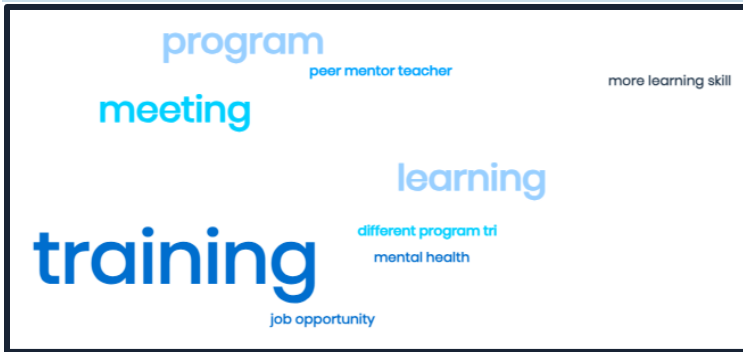 program
peer mentor teacher
more learning skill
meeting
learning
different program tri
training
mental health
job opportunity